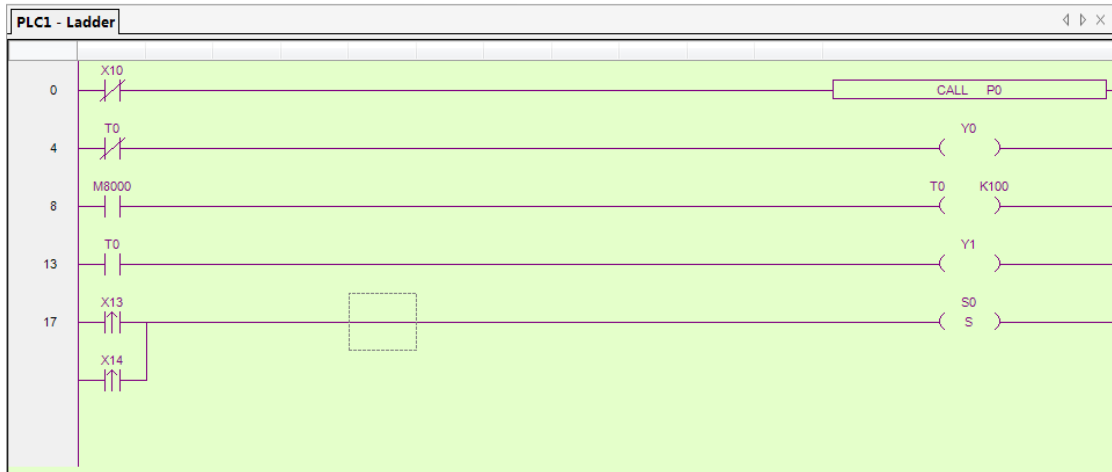 PLC1 - Ladder
X10
0 CALL P0
T0 Y0
4
M8000 T0 K100
8
T0 Y1
13
X13 S0
17 S
X14